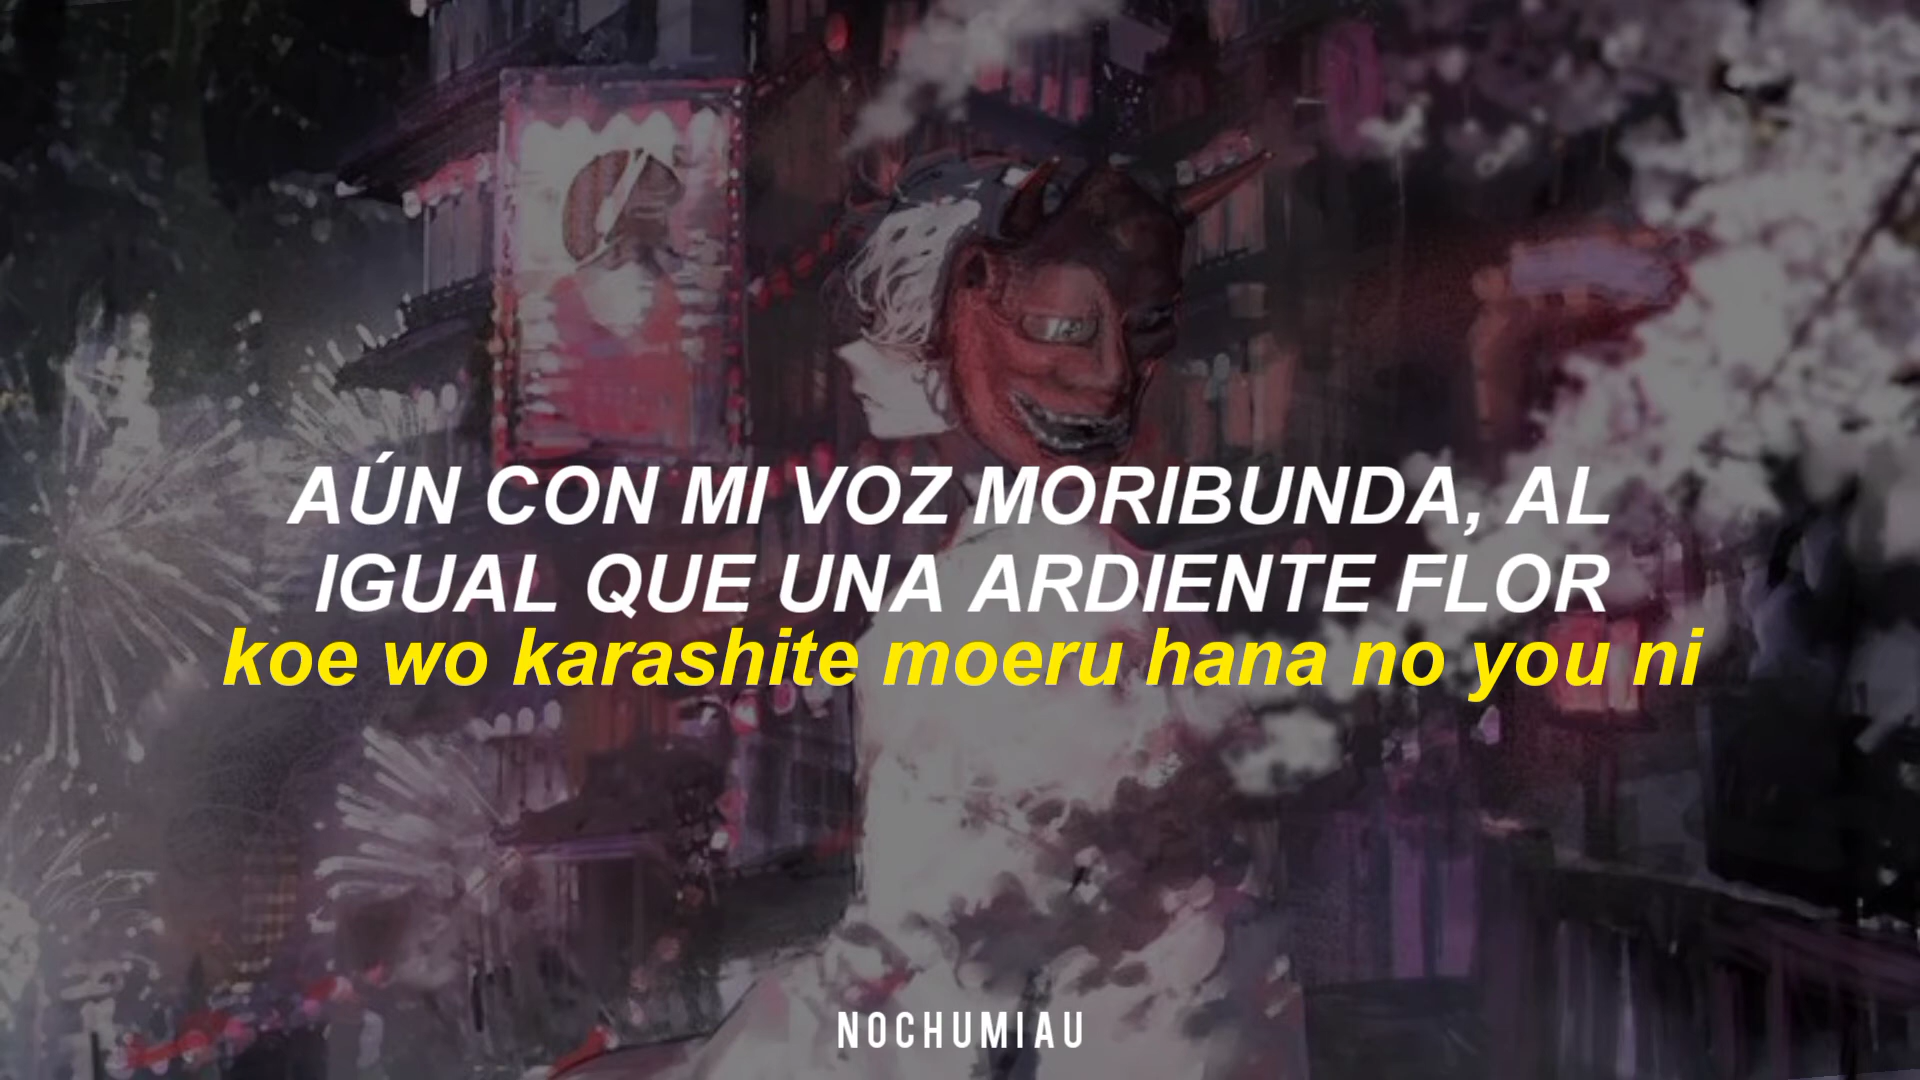 AÚN CON MI VOZ MORIBUNDA, AL
IGUAL QUE UNA ARDIENTE FLOR
koe wo karashite moeru hana no you ni
NOCHUMIAU